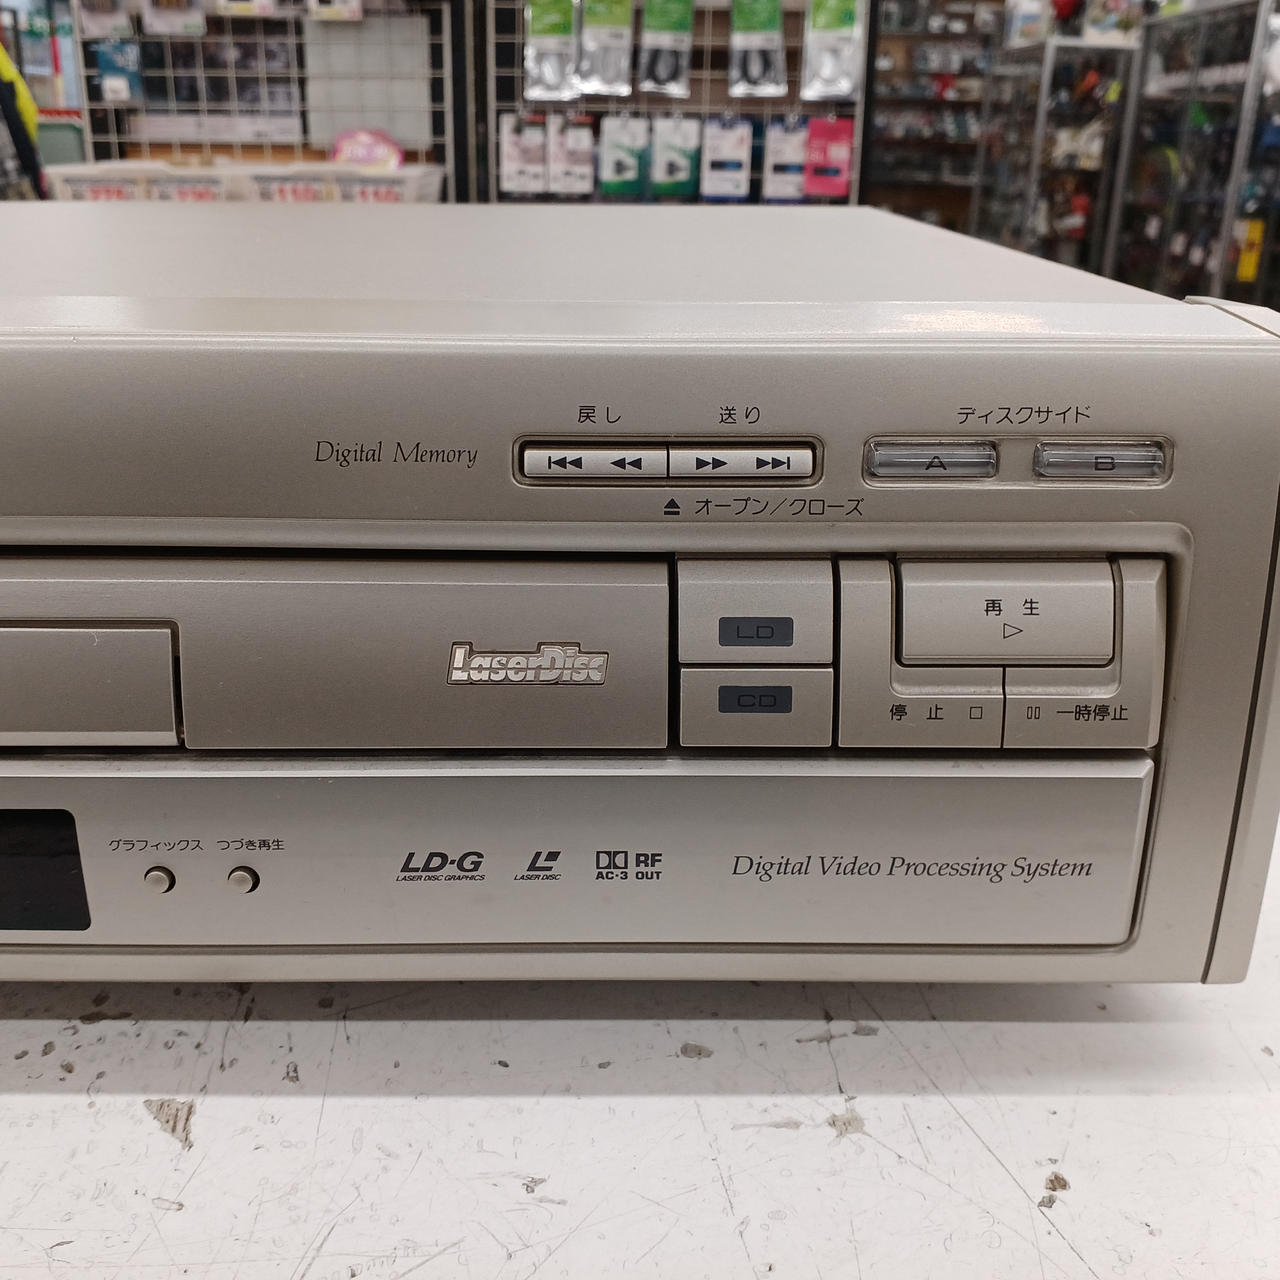 戻し 送り ディスクサイド
Digital Memory
A B
オープン／クローズ
再生
LD
LaserDisc
CD
停止 一時停止
グラフィックス つづき再生
LD-G
LASER DISC GRAPHICS
LASER DISC
RF
AC-3 OUT
Digital Video Processing System